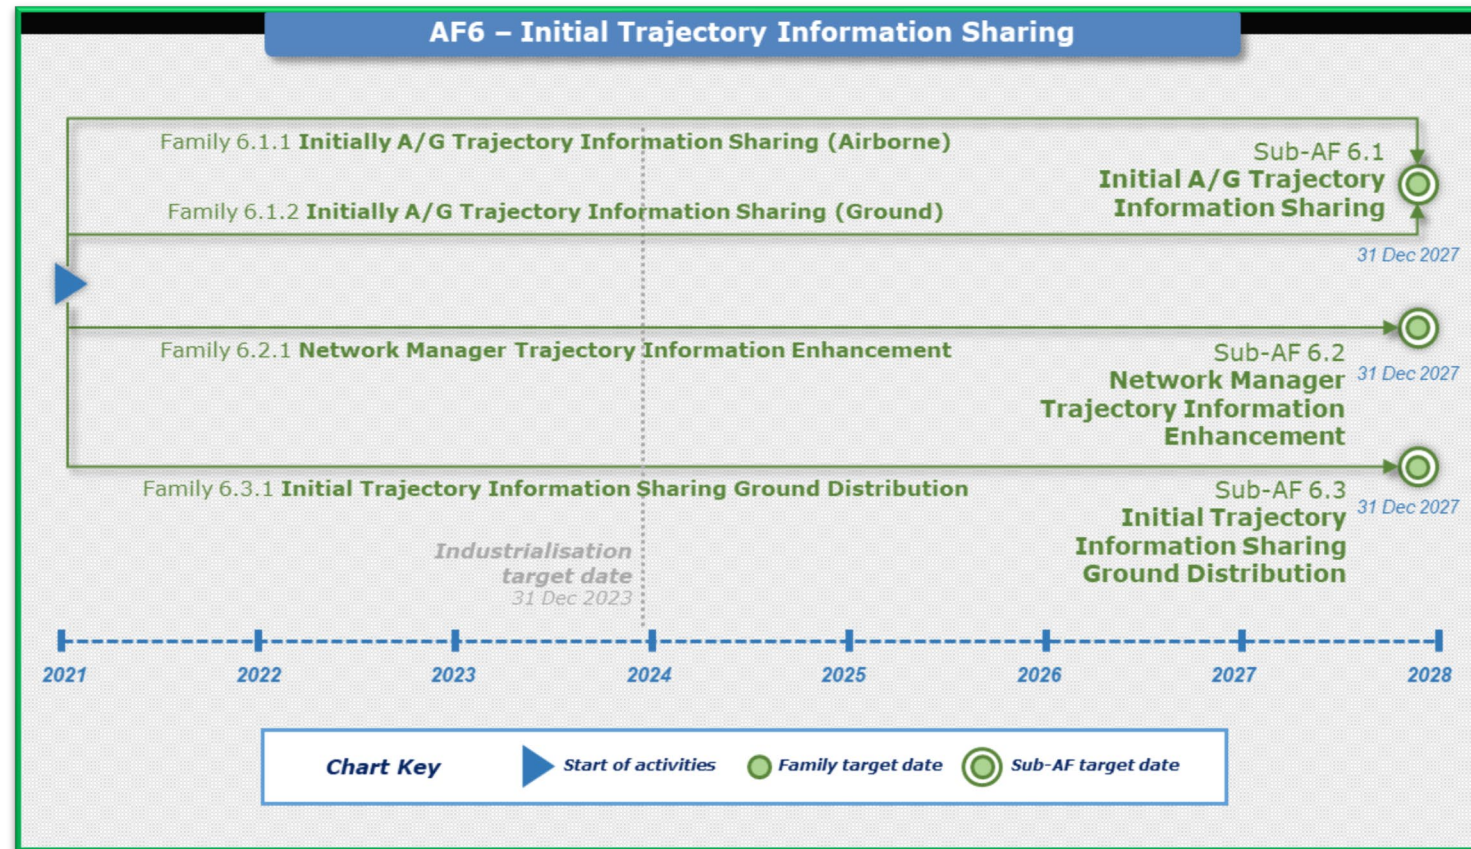 AF6 – Initial Trajectory Information Sharing
Family 6.1.1 Initially A/G Trajectory Information Sharing (Airborne)
Sub-AF 6.1
Initial A/G Trajectory
Information Sharing
Family 6.1.2 Initially A/G Trajectory Information Sharing (Ground)
31 Dec 2027
Family 6.2.1 Network Manager Trajectory Information Enhancement
Sub-AF 6.2
Network Manager
Trajectory Information
Enhancement
31 Dec 2027
Family 6.3.1 Initial Trajectory Information Sharing Ground Distribution
Sub-AF 6.3
Initial Trajectory
Information Sharing
Ground Distribution
31 Dec 2027
Industrialisation
target date
31 Dec 2023
2021 2022 2023 2024 2025 2026 2027 2028
Chart Key Start of activities Family target date Sub-AF target date